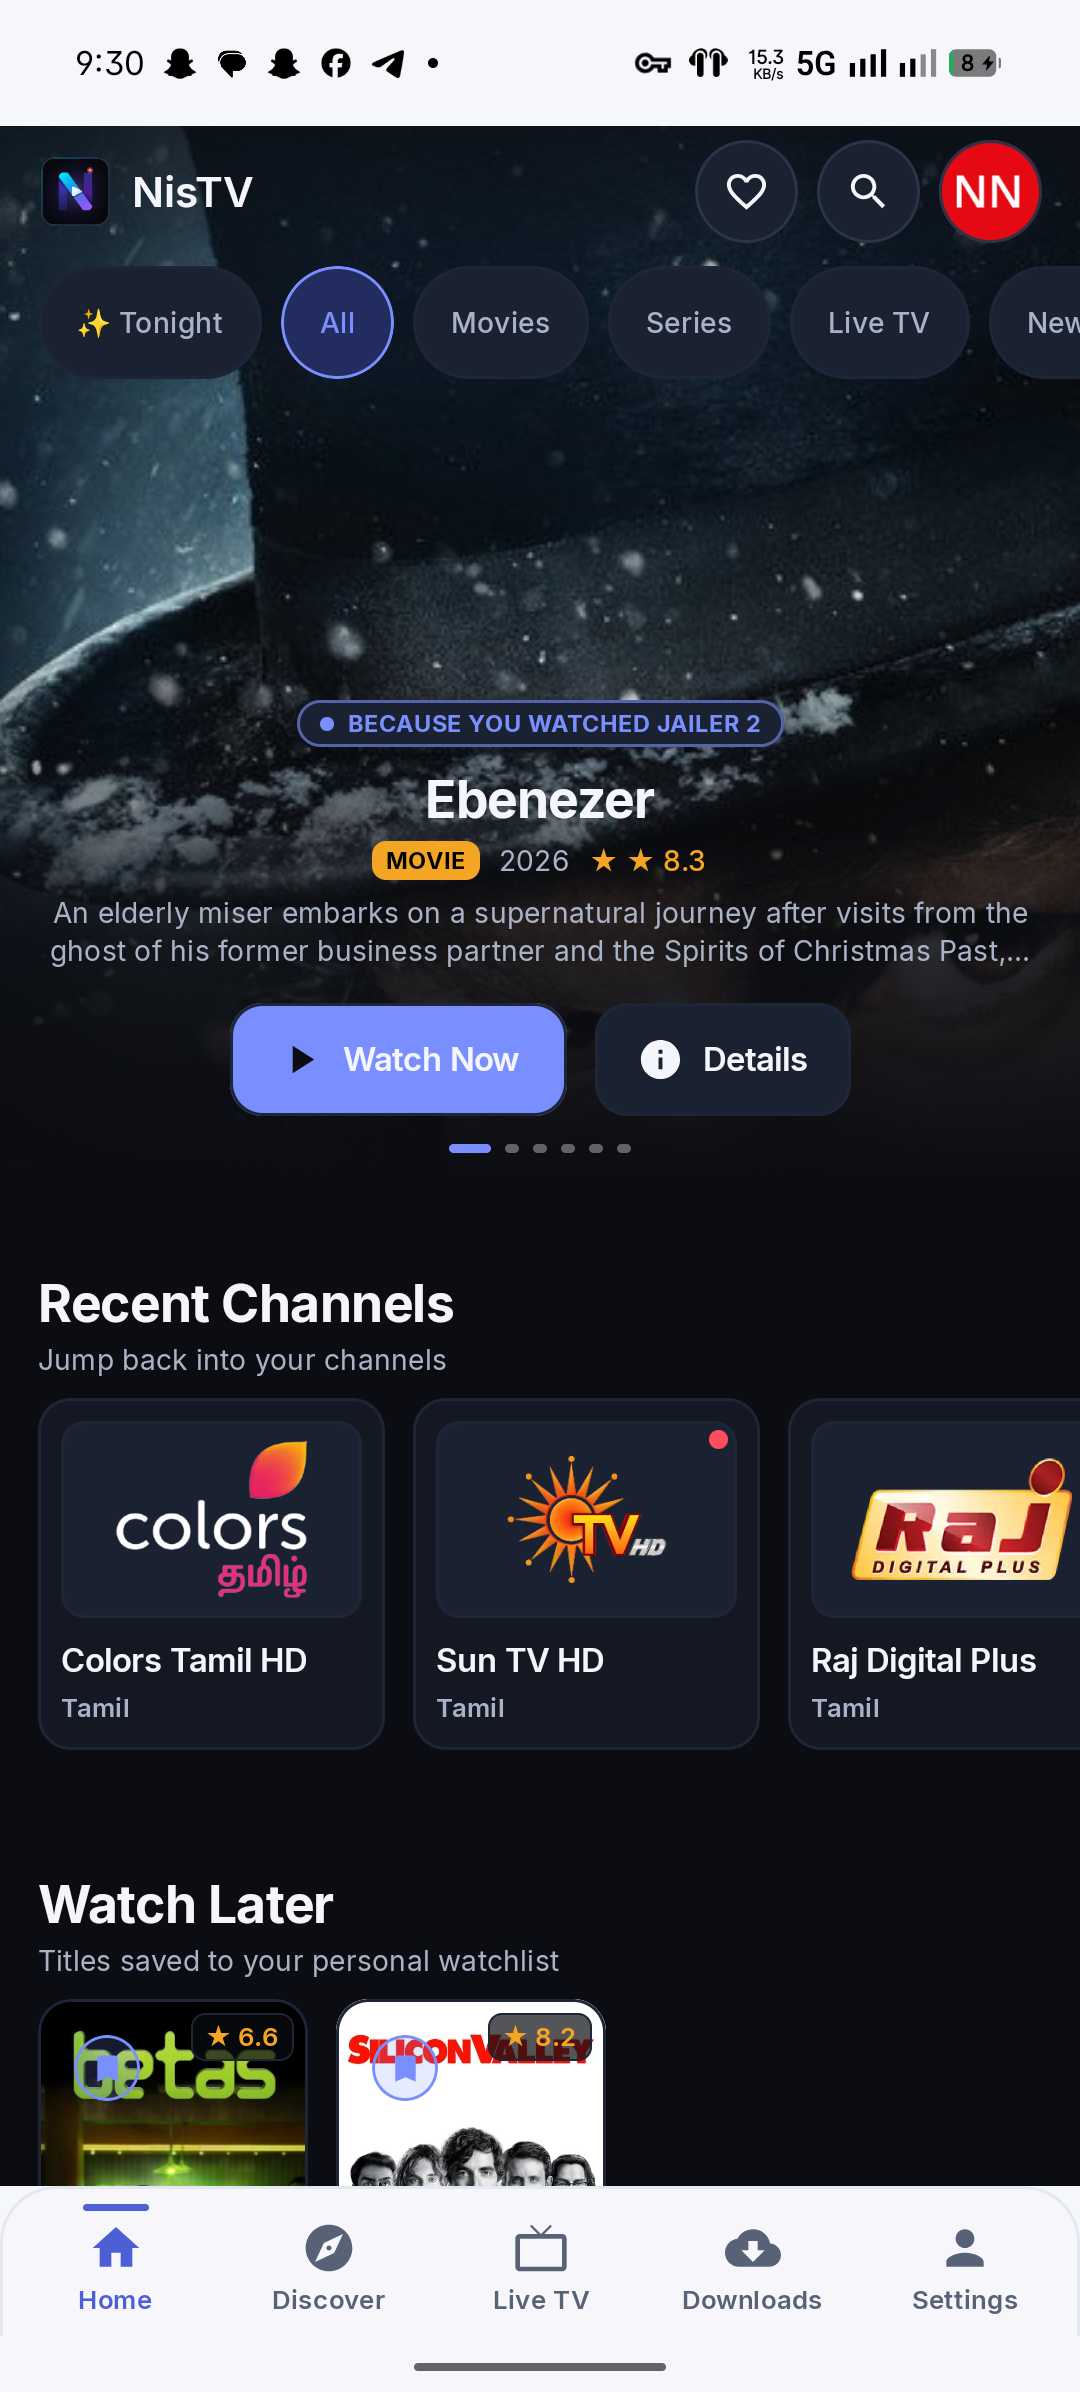 9:30
15.3
KB/s
5G
8
NisTV
NN
✨ Tonight
All
Movies
Series
Live TV
New
BECAUSE YOU WATCHED JAILER 2
Ebenezer
MOVIE 2026 ★ ★ 8.3
An elderly miser embarks on a supernatural journey after visits from the
ghost of his former business partner and the Spirits of Christmas Past,...
Watch Now
Details
Recent Channels
Jump back into your channels
colors
தமிழ்
TV HD
Raj
DIGITAL PLUS
Colors Tamil HD
Sun TV HD
Raj Digital Plus
Tamil
Tamil
Tamil
Watch Later
Titles saved to your personal watchlist
★ 6.6
betas
★ 8.2
SILICON VALLEY
Home
Discover
Live TV
Downloads
Settings